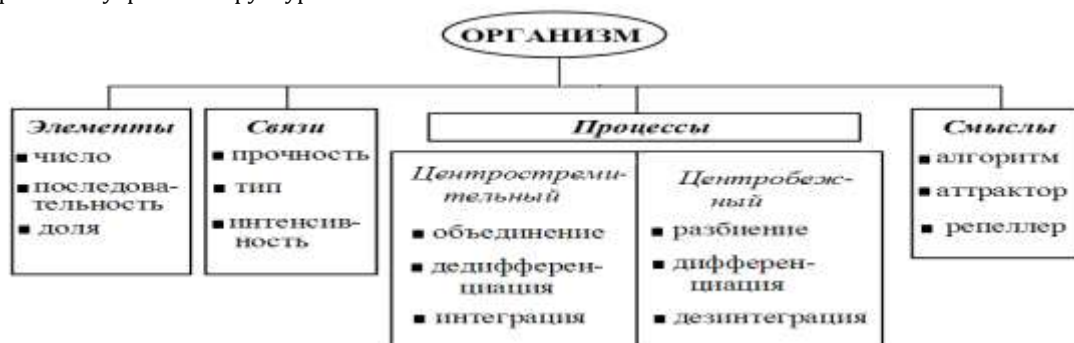 ОРГАНИЗМ
Элементы
▪ число
▪ последова-
тельность
▪ доля
Связи
▪ прочность
▪ тип
▪ интенсив-
ность
Процессы
Центростреми-
тельный
▪ объединение
▪ дедифферен-
циация
▪ интеграция
Центробеж-
ный
▪ разбиение
▪ дифферен-
циация
▪ дезинтеграция
Смыслы
▪ алгоритм
▪ аттрактор
▪ репеллер